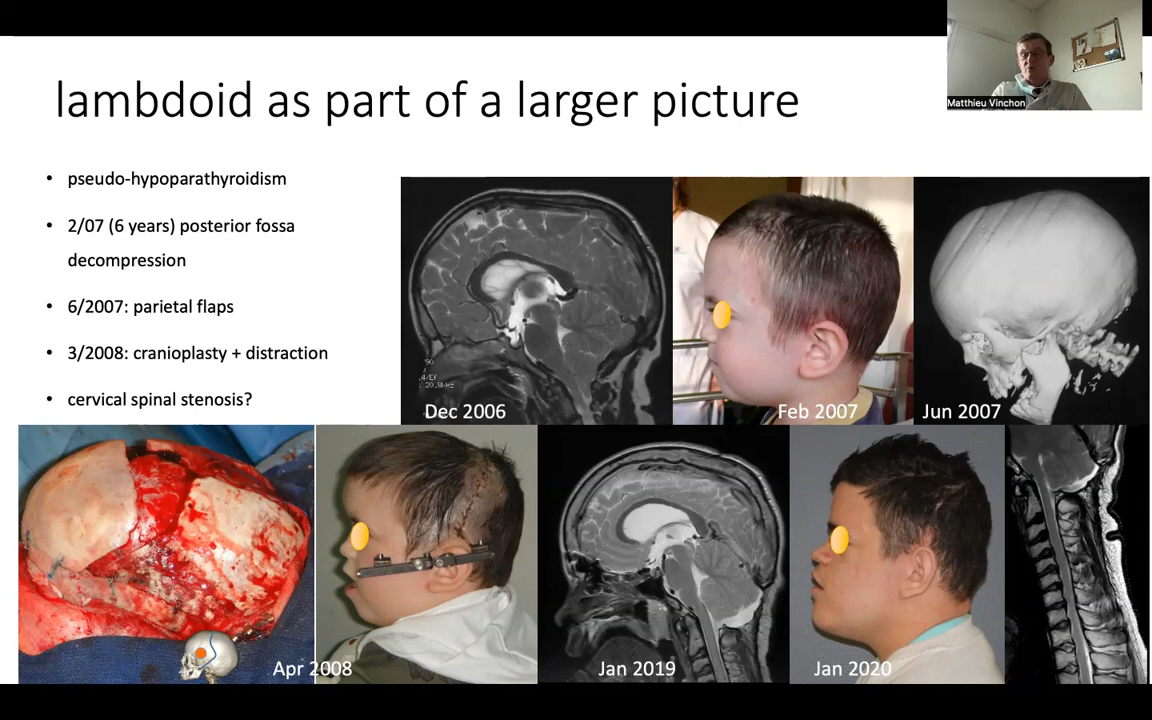 lambdoid as part of a larger picture
Matthieu Vinchon
• pseudo-hypoparathyroidism
• 2/07 (6 years) posterior fossa
decompression
• 6/2007: parietal flaps
• 3/2008: cranioplasty + distraction
• cervical spinal stenosis?
Dec 2006
Feb 2007
Jun 2007
Apr 2008
Jan 2019
Jan 2020